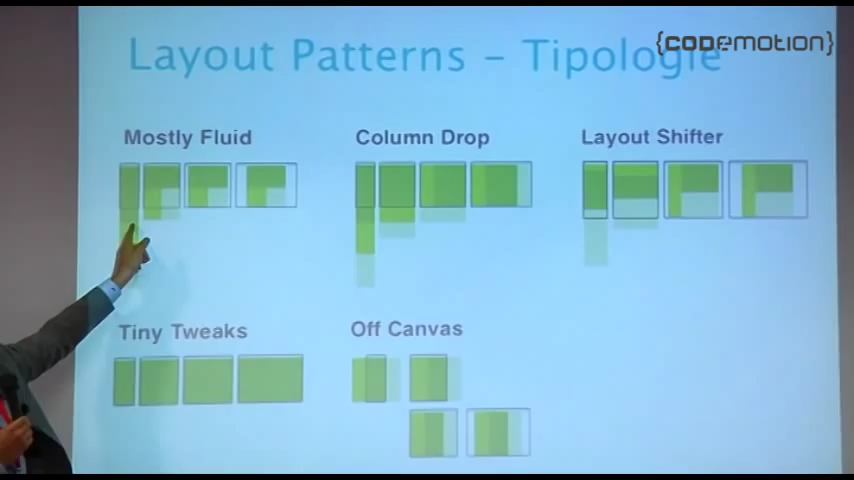 {CODEMOTION}
Layout Patterns – Tipologie
Mostly Fluid
Column Drop
Layout Shifter
Tiny Tweaks
Off Canvas